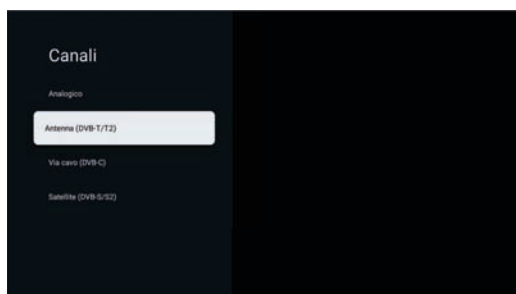 Canali
Analogico
Antenna (DVB-T/T2)
Via cavo (DVB-C)
Satellite (DVB-S/S2)